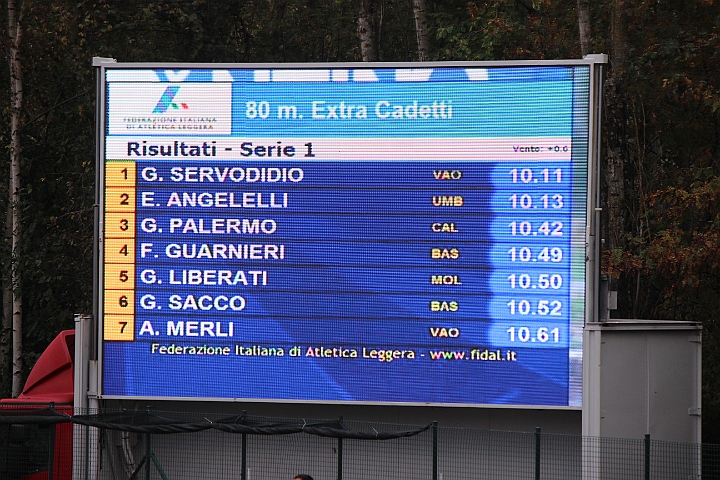 FEDERAZIONE ITALIANA
DI ATLETICA LEGGERA
80 m. Extra Cadetti
Risultati - Serie 1 Vento: +0.6
1 G. SERVODIDIO VAO 10.11
2 E. ANGELELLI UMB 10.13
3 G. PALERMO CAL 10.42
4 F. GUARNIERI BAS 10.49
5 G. LIBERATI MOL 10.50
6 G. SACCO BAS 10.52
7 A. MERLI VAO 10.61
Federazione Italiana di Atletica Leggera - www.fidal.it